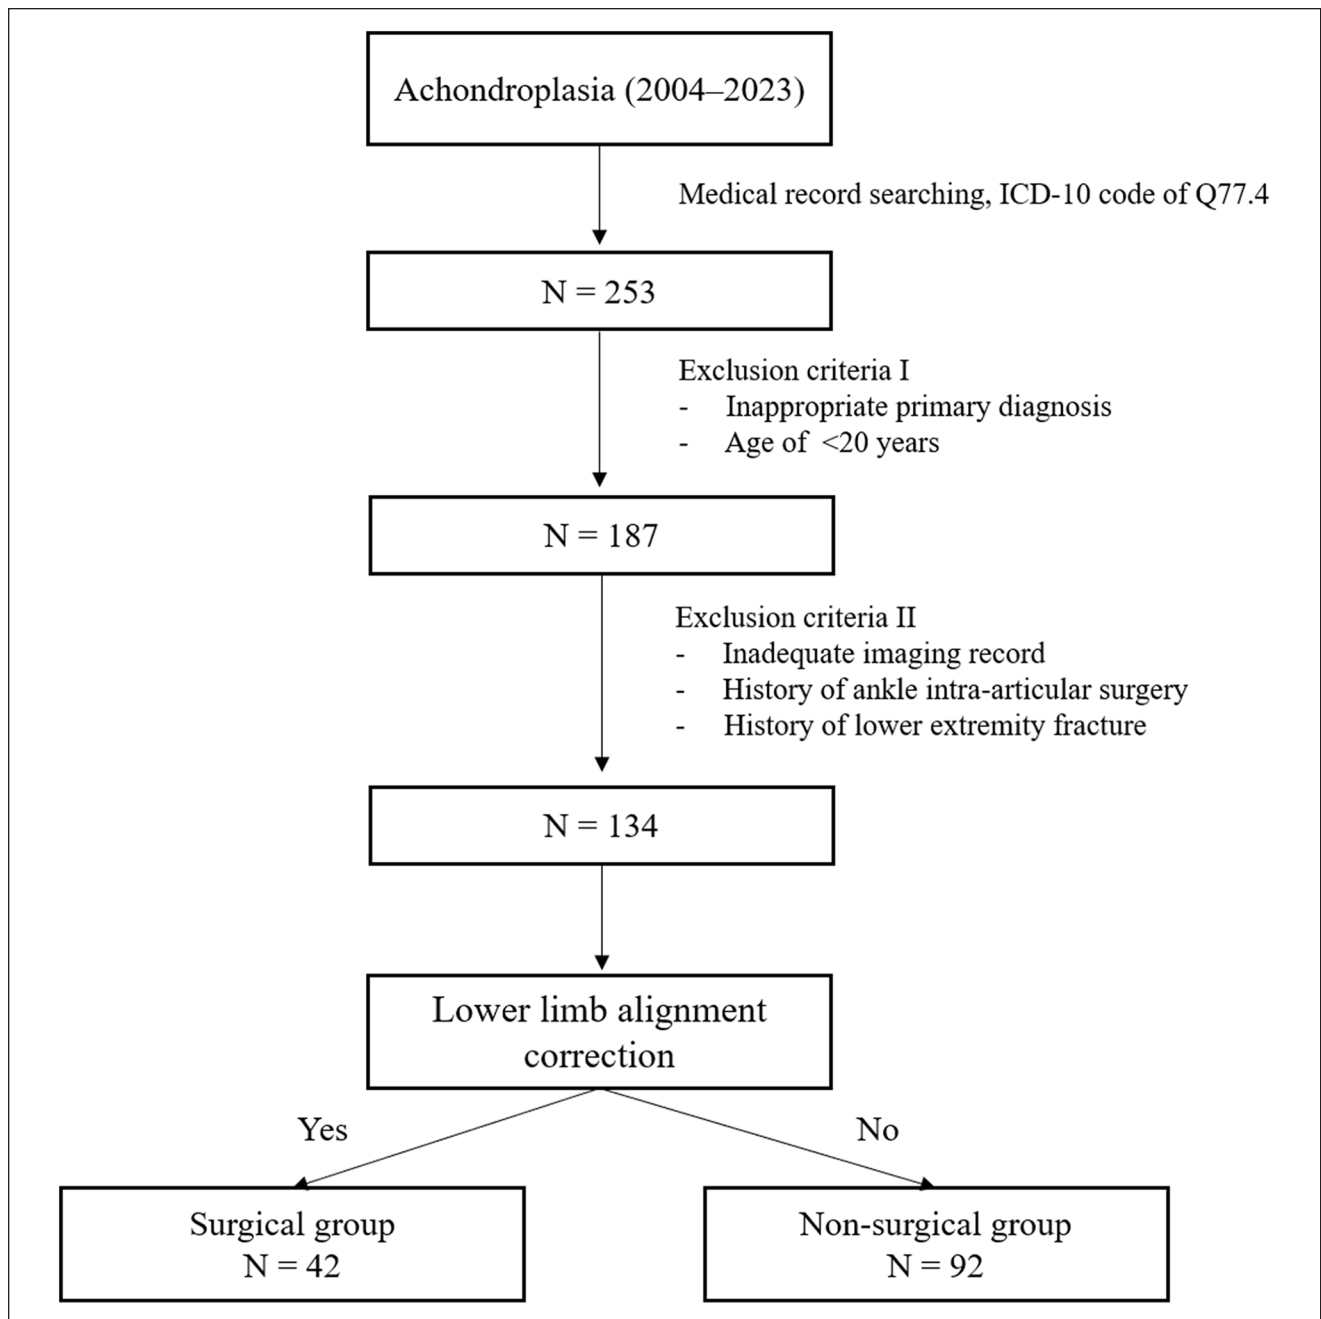 Achondroplasia (2004–2023)
Medical record searching, ICD-10 code of Q77.4
N = 253
Exclusion criteria I
- Inappropriate primary diagnosis
- Age of <20 years
N = 187
Exclusion criteria II
- Inadequate imaging record
- History of ankle intra-articular surgery
- History of lower extremity fracture
N = 134
Lower limb alignment
correction
Yes
No
Surgical group
N = 42
Non-surgical group
N = 92